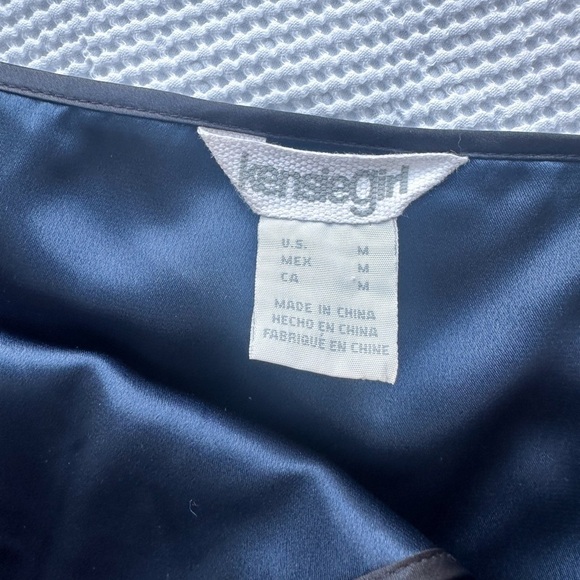 kensiegirl
U.S. M
MEX M
CA M
MADE IN CHINA
HECHO EN CHINA
FABRIQUÉ EN CHINE